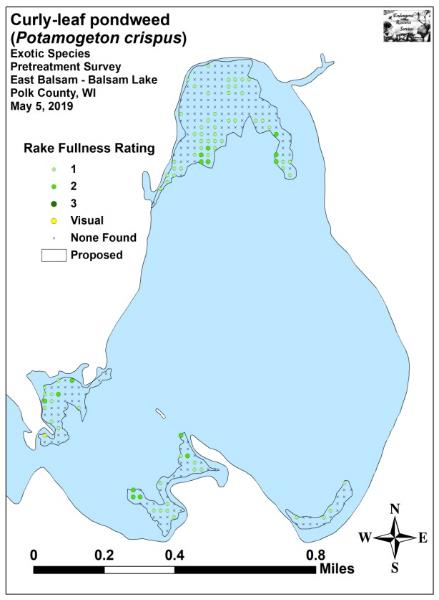 Curly-leaf pondweed
(Potamogeton crispus)
Exotic Species
Pretreatment Survey
East Balsam - Balsam Lake
Polk County, WI
May 5, 2019
Rake Fullness Rating
1
2
3
Visual
None Found
Proposed
N
W E
S
0 0.2 0.4 0.8
Miles